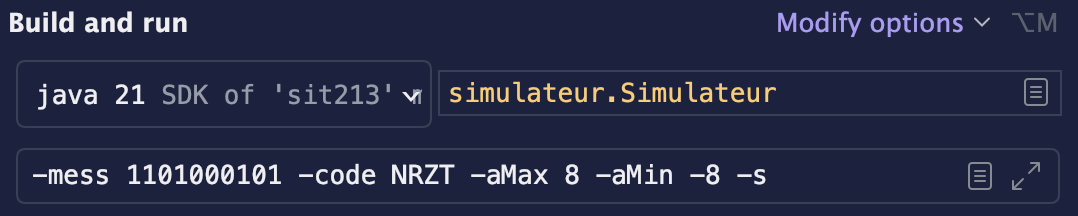 Build and run
Modify options ⌥M
java 21 SDK of 'sit213'
simulateur.Simulateur
-mess 1101000101 -code NRZT -aMax 8 -aMin -8 -s